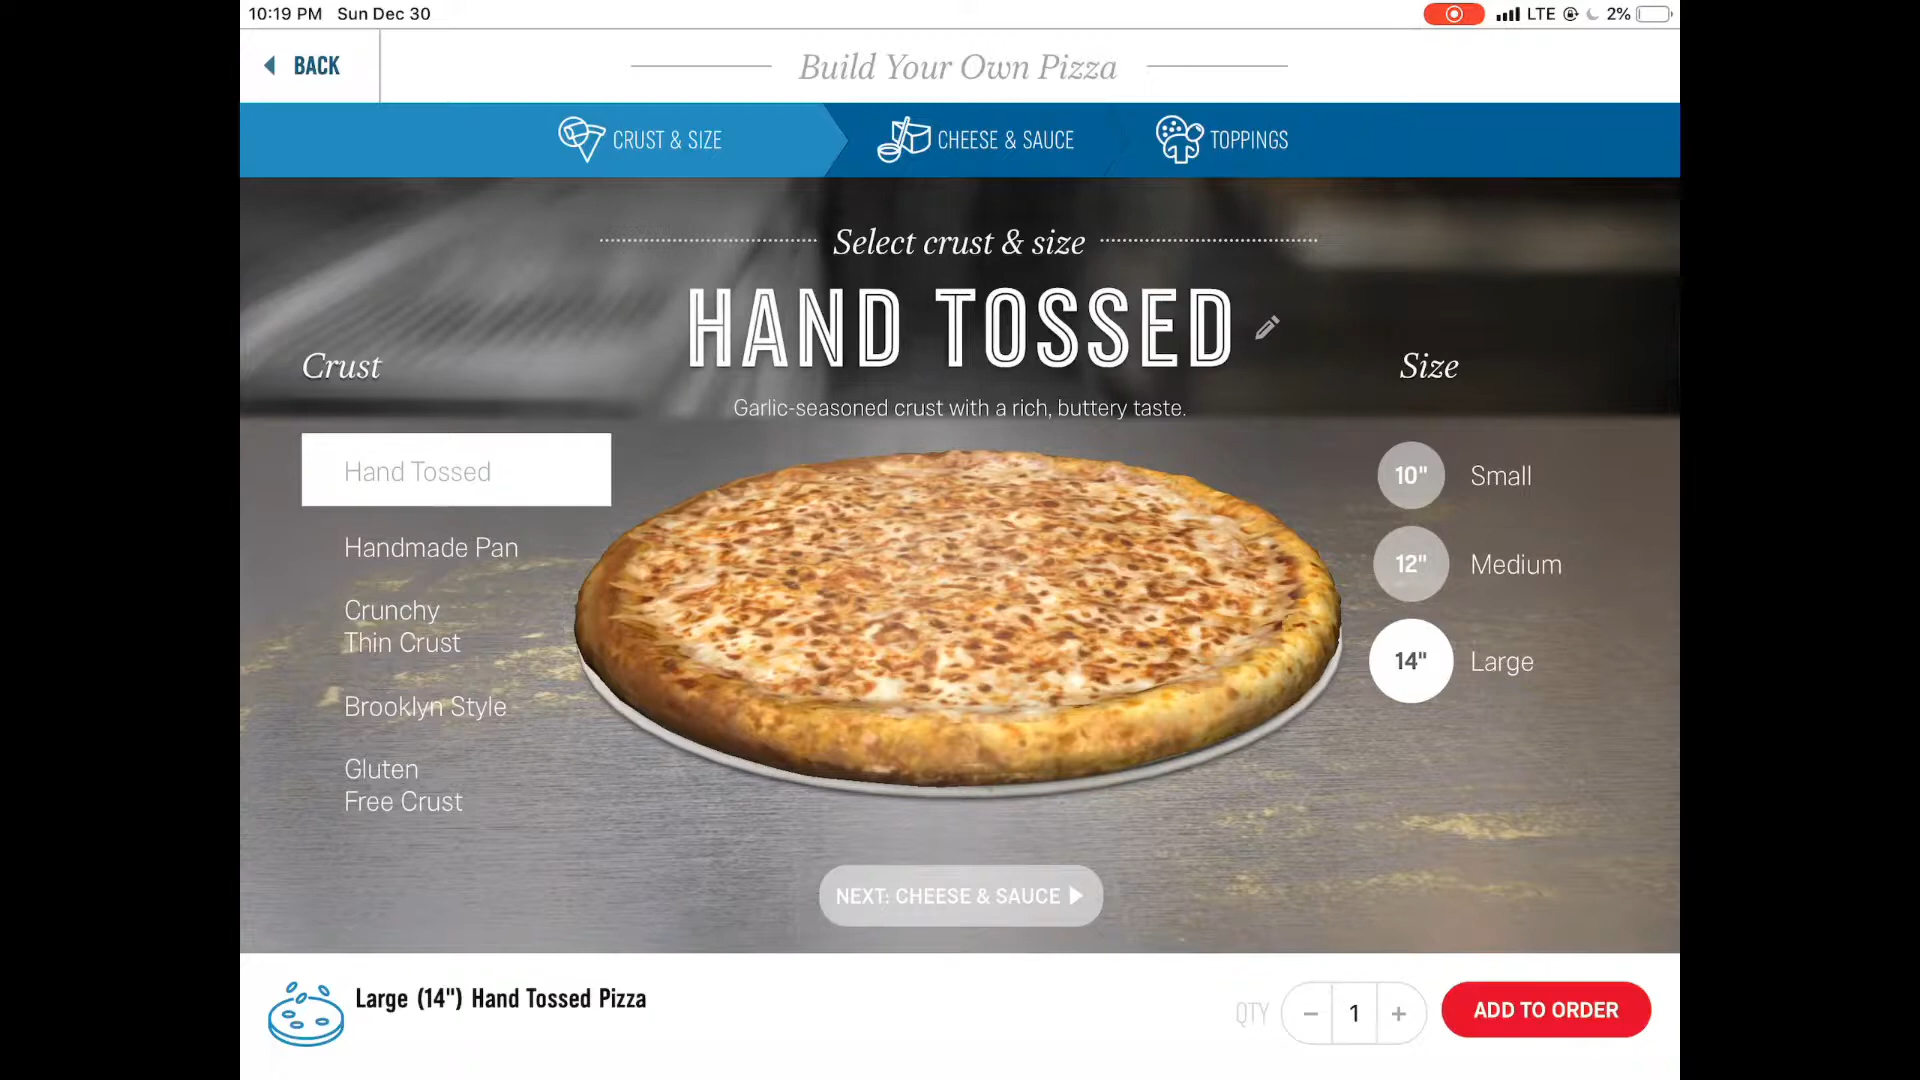 10:19 PM Sun Dec 30
LTE 2%
BACK
Build Your Own Pizza
CRUST & SIZE
CHEESE & SAUCE
TOPPINGS
Select crust & size
HAND TOSSED
Garlic-seasoned crust with a rich, buttery taste.
Crust
Hand Tossed
Handmade Pan
Crunchy
Thin Crust
Brooklyn Style
Gluten
Free Crust
Size
10" Small
12" Medium
14" Large
NEXT: CHEESE & SAUCE
Large (14") Hand Tossed Pizza
QTY − 1 +
ADD TO ORDER